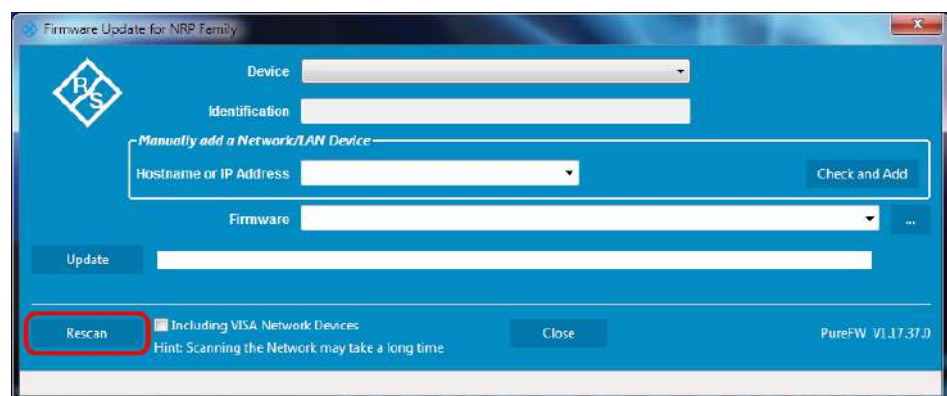 Firmware Update for NRP Family
R
S
Device
Identification
Manually add a Network/LAN Device
Hostname or IP Address
Check and Add
Firmware
...
Update
Rescan
Including VISA Network Devices
Hint: Scanning the Network may take a long time
Close
PureFW V1.17.37.0